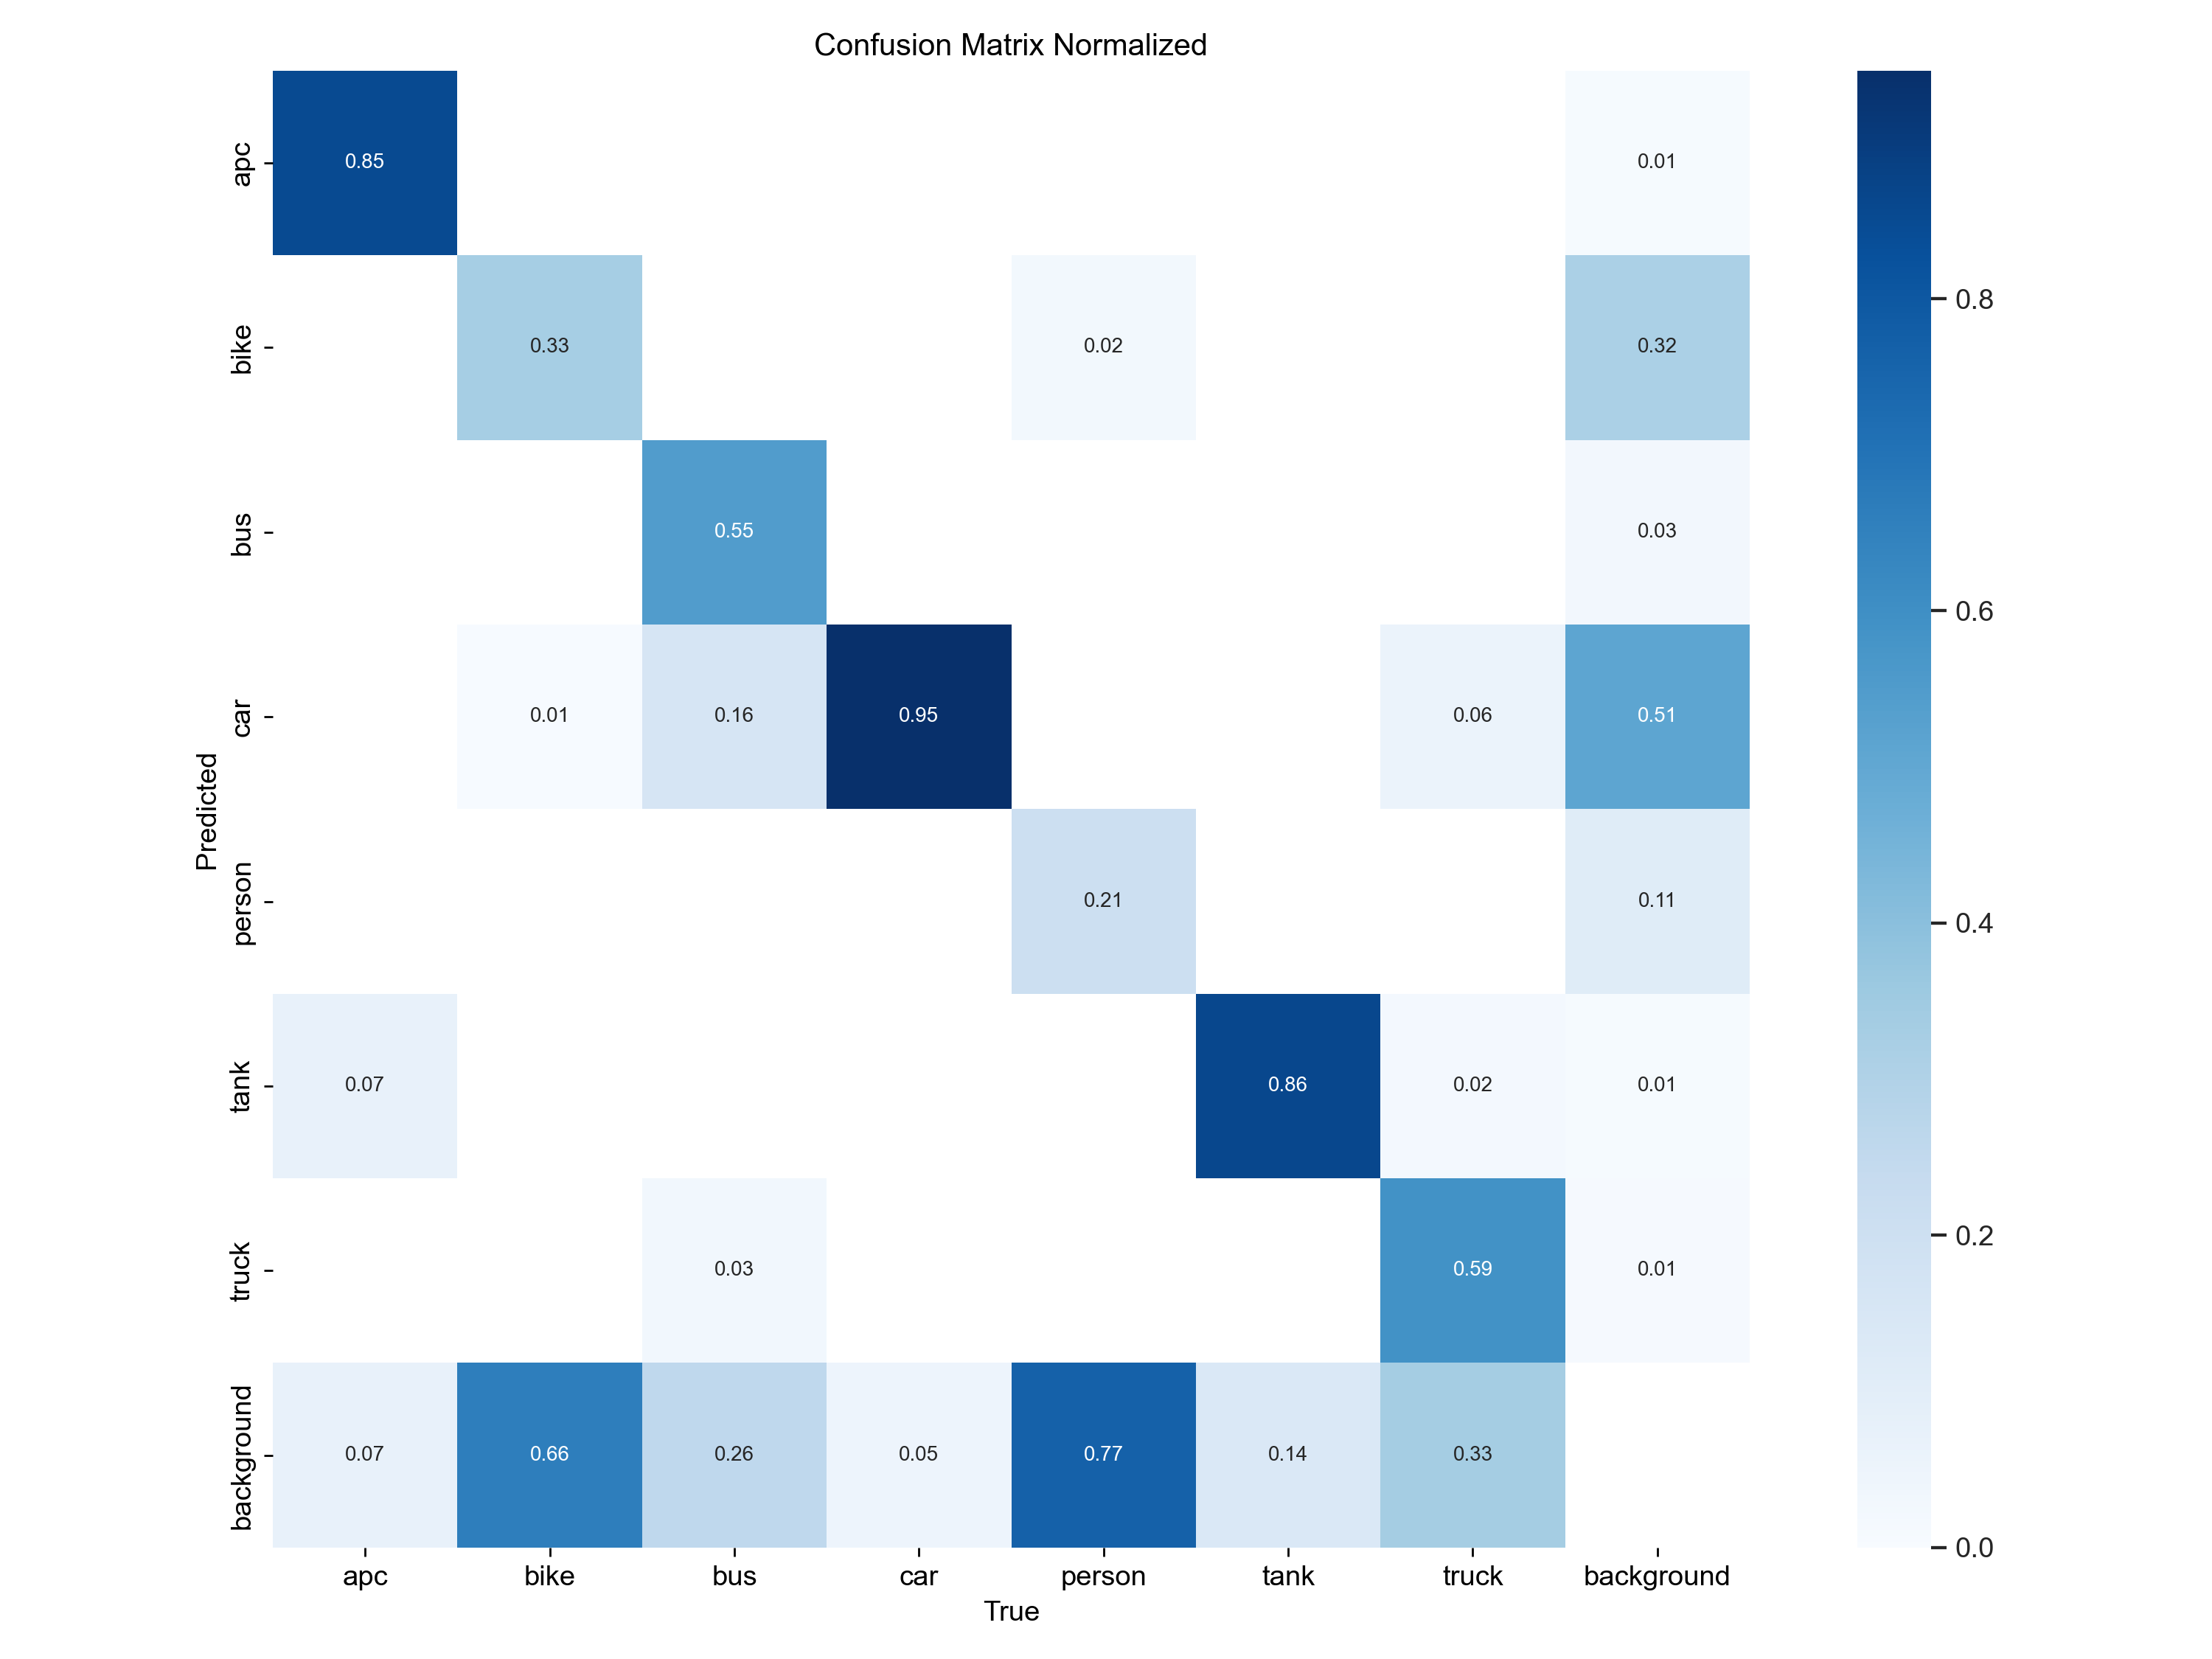 Confusion Matrix Normalized
apc 0.85 0.01
bike 0.33 0.02 0.32
bus 0.55 0.03
car 0.01 0.16 0.95 0.06 0.51
person 0.21 0.11
tank 0.07 0.86 0.02 0.01
truck 0.03 0.59 0.01
background 0.07 0.66 0.26 0.05 0.77 0.14 0.33
apc bike bus car person tank truck background
True
Predicted
0.8
0.6
0.4
0.2
0.0